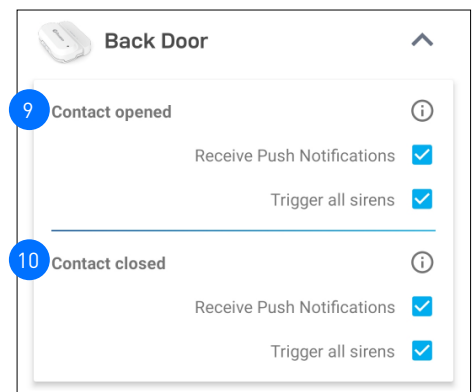 Back Door
9 Contact opened
Receive Push Notifications
Trigger all sirens
10 Contact closed
Receive Push Notifications
Trigger all sirens